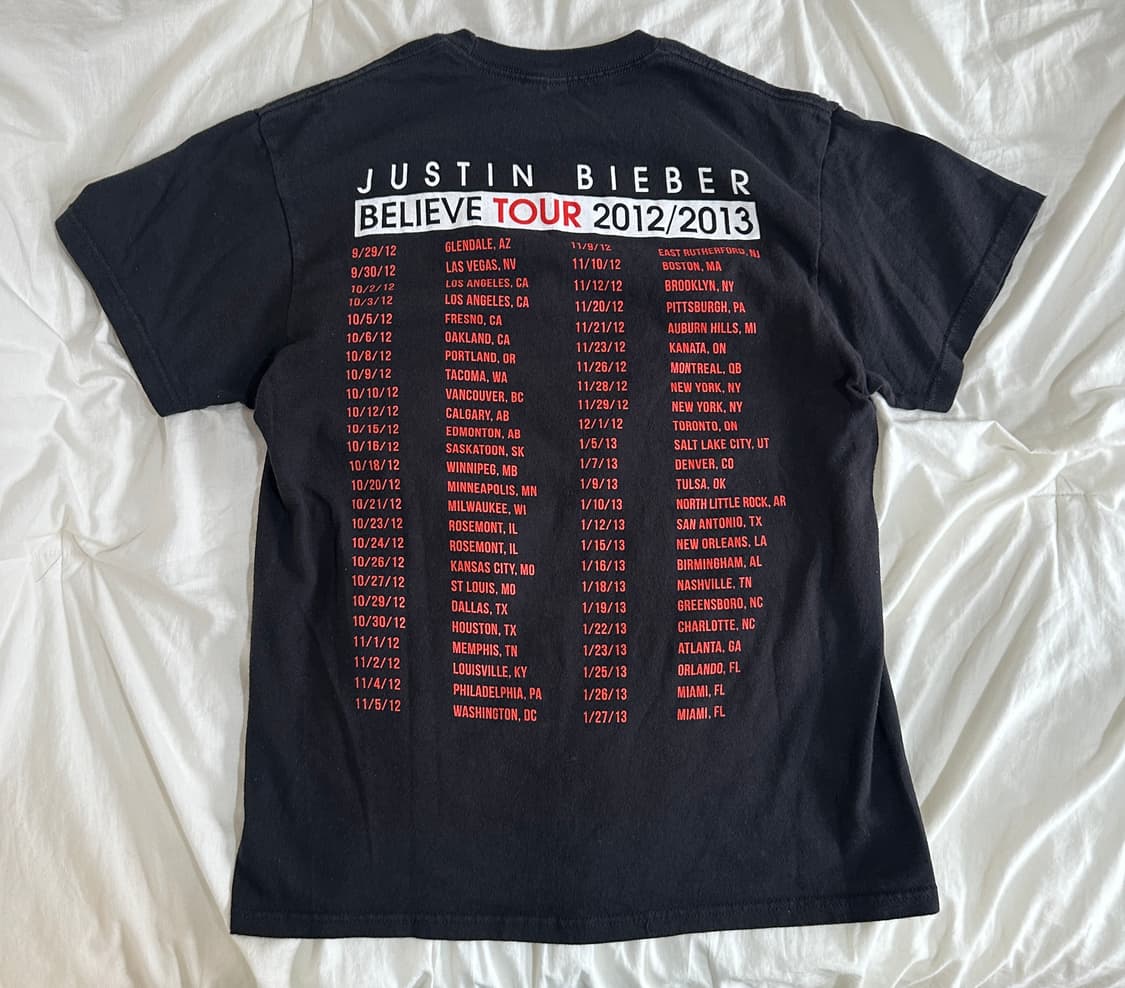 JUSTIN BIEBER
BELIEVE TOUR 2012/2013
9/29/12 GLENDALE, AZ
9/30/12 LAS VEGAS, NV
10/2/12 LOS ANGELES, CA
10/3/12 LOS ANGELES, CA
10/5/12 FRESNO, CA
10/6/12 OAKLAND, CA
10/8/12 PORTLAND, OR
10/9/12 TACOMA, WA
10/10/12 VANCOUVER, BC
10/12/12 CALGARY, AB
10/15/12 EDMONTON, AB
10/16/12 SASKATOON, SK
10/18/12 WINNIPEG, MB
10/20/12 MINNEAPOLIS, MN
10/21/12 MILWAUKEE, WI
10/23/12 ROSEMONT, IL
10/24/12 ROSEMONT, IL
10/26/12 KANSAS CITY, MO
10/27/12 ST LOUIS, MO
10/29/12 DALLAS, TX
10/30/12 HOUSTON, TX
11/1/12 MEMPHIS, TN
11/2/12 LOUISVILLE, KY
11/4/12 PHILADELPHIA, PA
11/5/12 WASHINGTON, DC
11/9/12 EAST RUTHERFORD, NJ
11/10/12 BOSTON, MA
11/12/12 BROOKLYN, NY
11/20/12 PITTSBURGH, PA
11/21/12 AUBURN HILLS, MI
11/23/12 KANATA, ON
11/26/12 MONTREAL, QB
11/28/12 NEW YORK, NY
11/29/12 NEW YORK, NY
12/1/12 TORONTO, ON
1/5/13 SALT LAKE CITY, UT
1/7/13 DENVER, CO
1/9/13 TULSA, OK
1/10/13 NORTH LITTLE ROCK, AR
1/12/13 SAN ANTONIO, TX
1/15/13 NEW ORLEANS, LA
1/16/13 BIRMINGHAM, AL
1/18/13 NASHVILLE, TN
1/19/13 GREENSBORO, NC
1/22/13 CHARLOTTE, NC
1/23/13 ATLANTA, GA
1/25/13 ORLANDO, FL
1/26/13 MIAMI, FL
1/27/13 MIAMI, FL